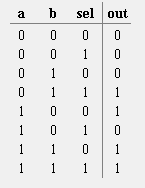 a b sel out
0 0 0 0
0 0 1 0
0 1 0 0
0 1 1 1
1 0 0 1
1 0 1 0
1 1 0 1
1 1 1 1